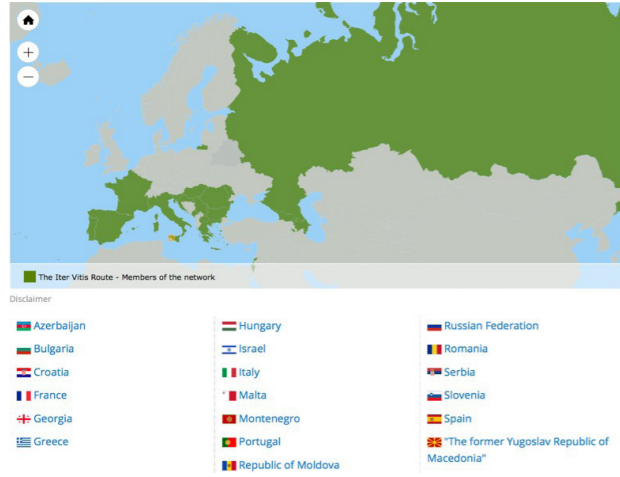 +
−
The Iter Vitis Route - Members of the network
Disclaimer
Azerbaijan
Bulgaria
Croatia
France
Georgia
Greece
Hungary
Israel
Italy
Malta
Montenegro
Portugal
Republic of Moldova
Russian Federation
Romania
Serbia
Slovenia
Spain
"The former Yugoslav Republic of
Macedonia"